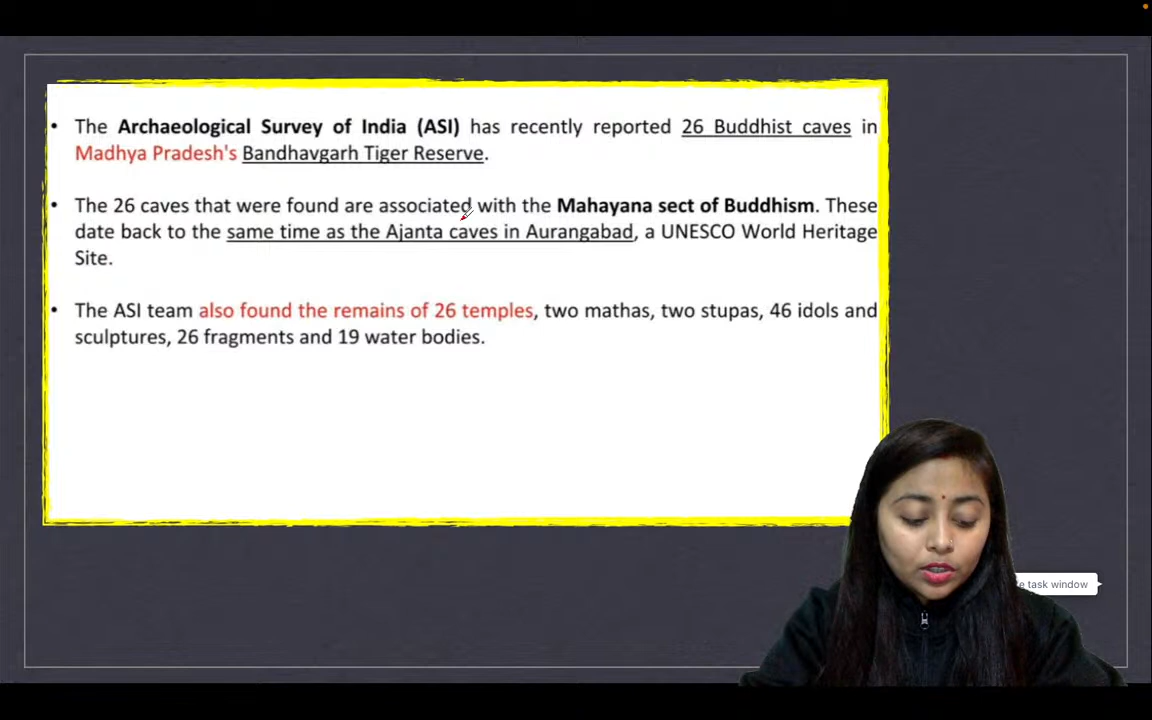 • The Archaeological Survey of India (ASI) has recently reported 26 Buddhist caves in
Madhya Pradesh's Bandhavgarh Tiger Reserve.
• The 26 caves that were found are associated with the Mahayana sect of Buddhism. These
date back to the same time as the Ajanta caves in Aurangabad, a UNESCO World Heritage
Site.
• The ASI team also found the remains of 26 temples, two mathas, two stupas, 46 idols and
sculptures, 26 fragments and 19 water bodies.
task window